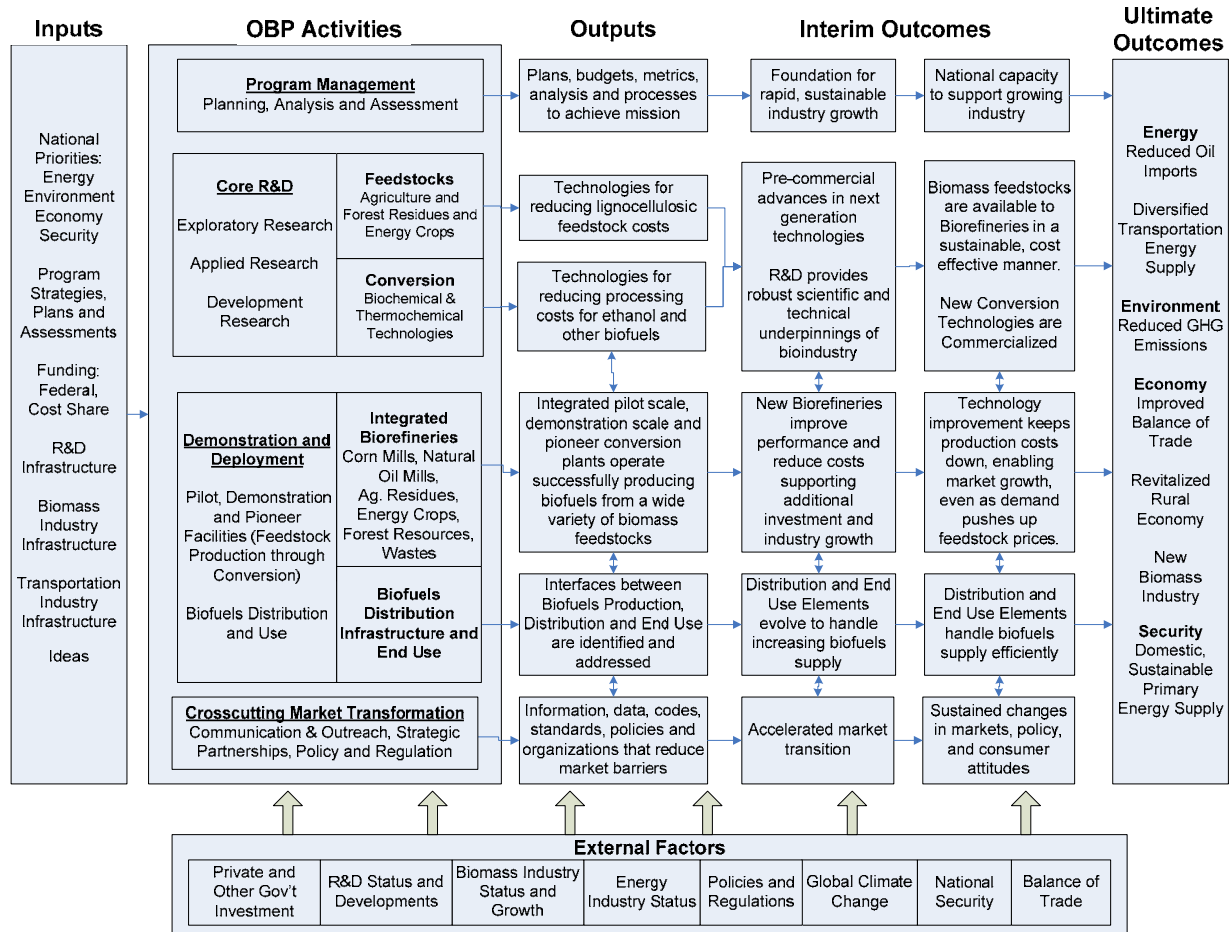 Inputs
OBP Activities
Outputs
Interim Outcomes
Ultimate
Outcomes
National
Priorities:
Energy
Environment
Economy
Security
Program
Strategies,
Plans and
Assessments
Funding:
Federal,
Cost Share
R&D
Infrastructure
Biomass
Industry
Infrastructure
Transportation
Industry
Infrastructure
Ideas
Program Management
Planning, Analysis and Assessment
Plans, budgets, metrics,
analysis and processes
to achieve mission
Foundation for
rapid, sustainable
industry growth
National capacity
to support growing
industry
Core R&D
Exploratory Research
Applied Research
Development
Research
Feedstocks
Agriculture and
Forest Residues and
Energy Crops
Conversion
Biochemical &
Thermochemical
Technologies
Technologies for
reducing lignocellulosic
feedstock costs
Technologies for
reducing processing
costs for ethanol and
other biofuels
Pre-commercial
advances in next
generation
technologies
R&D provides
robust scientific and
technical
underpinnings of
bioindustry
Biomass feedstocks
are available to
Biorefineries in a
sustainable, cost
effective manner.
New Conversion
Technologies are
Commercialized
Demonstration and
Deployment
Pilot, Demonstration
and Pioneer
Facilities (Feedstock
Production through
Conversion)
Biofuels Distribution
and Use
Integrated
Biorefineries
Corn Mills, Natural
Oil Mills,
Ag. Residues,
Energy Crops,
Forest Resources,
Wastes
Biofuels
Distribution
Infrastructure and
End Use
Integrated pilot scale,
demonstration scale and
pioneer conversion
plants operate
successfully producing
biofuels from a wide
variety of biomass
feedstocks
New Biorefineries
improve
performance and
reduce costs
supporting
additional
investment and
industry growth
Technology
improvement keeps
production costs
down, enabling
market growth,
even as demand
pushes up
feedstock prices.
Interfaces between
Biofuels Production,
Distribution and End Use
are identified and
addressed
Distribution and End
Use Elements
evolve to handle
increasing biofuels
supply
Distribution and
End Use Elements
handle biofuels
supply efficiently
Crosscutting Market Transformation
Communication & Outreach, Strategic
Partnerships, Policy and Regulation
Information, data, codes,
standards, policies and
organizations that reduce
market barriers
Accelerated market
transition
Sustained changes
in markets, policy,
and consumer
attitudes
Energy
Reduced Oil
Imports
Diversified
Transportation
Energy
Supply
Environment
Reduced GHG
Emissions
Economy
Improved
Balance of
Trade
Revitalized
Rural
Economy
New
Biomass
Industry
Security
Domestic,
Sustainable
Primary
Energy Supply
External Factors
Private and
Other Gov't
Investment
R&D Status and
Developments
Biomass Industry
Status and
Growth
Energy
Industry Status
Policies and
Regulations
Global Climate
Change
National
Security
Balance of
Trade